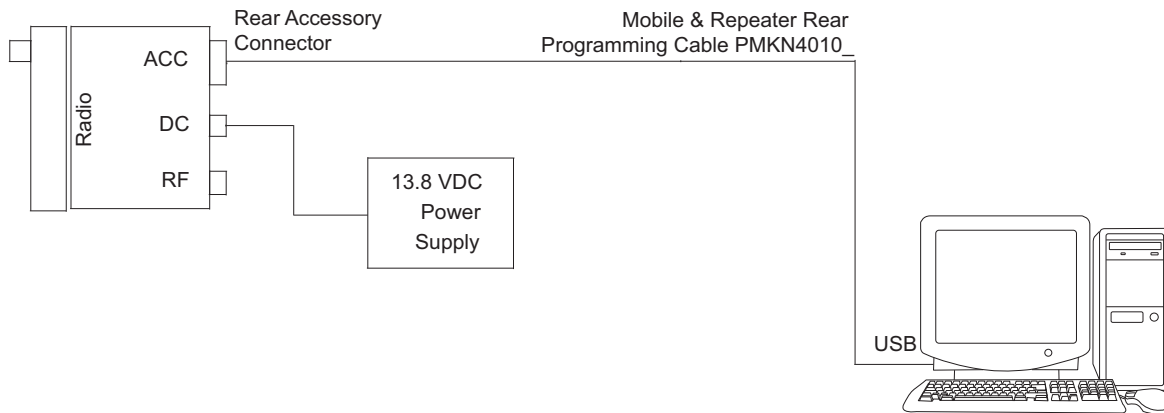 Rear Accessory
Connector
Mobile & Repeater Rear
Programming Cable PMKN4010_
ACC
Radio
DC
RF
13.8 VDC
Power
Supply
USB